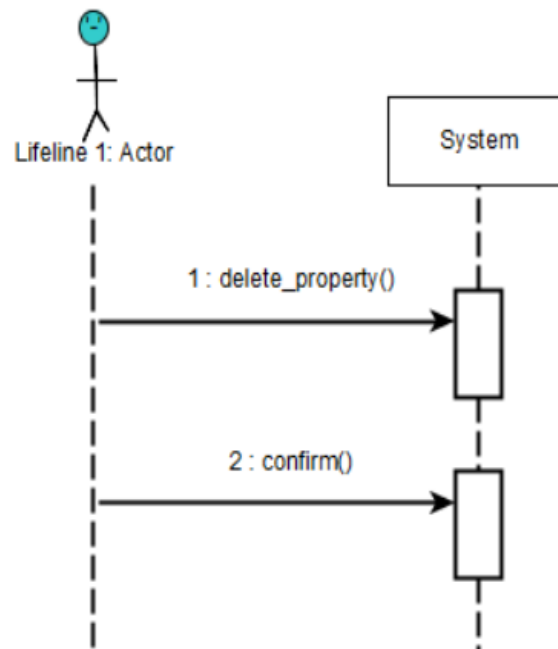 Lifeline 1: Actor
System
1 : delete_property()
2 : confirm()